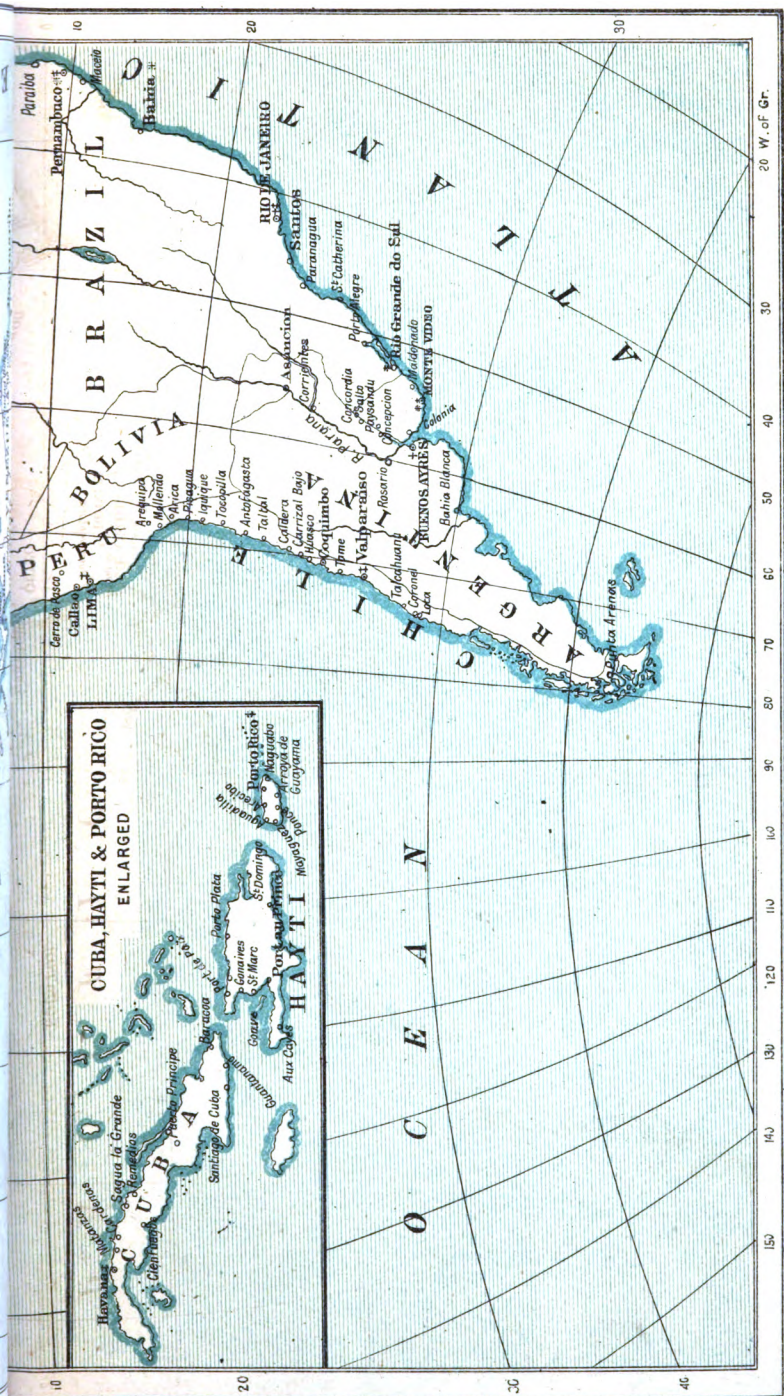 CUBA, HAYTI & PORTO RICO
ENLARGED
Havana
Matanzas
Cardenas
Sagua la Grande
Remedios
Cienfuegos
Puerto Principe
CUBA
Baracoa
Santiago de Cuba
Guantanamo
Port de Paix
Porto Plata
Gonaives
St Marc
St Domingo
Goave
Port au Prince
Aux Cayes
HAYTI
Aguadilla
Arecibo
Porto Rico
Naguabo
Arroya de
Guayama
Ponce
Mayaguez
Paraiba
Pernambuco
Maceio
Bahia
BRAZIL
RIO DE JANEIRO
Santos
Paranagua
St Catherina
Porto Alegre
Rio Grande do Sul
Maldonado
MONTE VIDEO
Colonia
Asuncion
Corrientes
Concordia
Salto
Paysandu
Concepcion
R. Parana
Rosario
BUENOS AYRES
Bahia Blanca
BOLIVIA
PERU
Cerro de Pasco
Callao
LIMA
Arequipa
Mollendo
Arica
Pisagua
Iquique
Tocopilla
Antofagasta
Taltal
Caldera
Carrizal Bajo
Huasco
Coquimbo
Tome
Valparaiso
Talcahuano
Coronel
Lota
CHILE
ARGENTINA
Punta Arenas
ATLANTIC
OCEAN
10
20
30
20 W. of Gr.
30
40
50
60
70
80
90
100
110
120
130
140
150
10
20
30
40